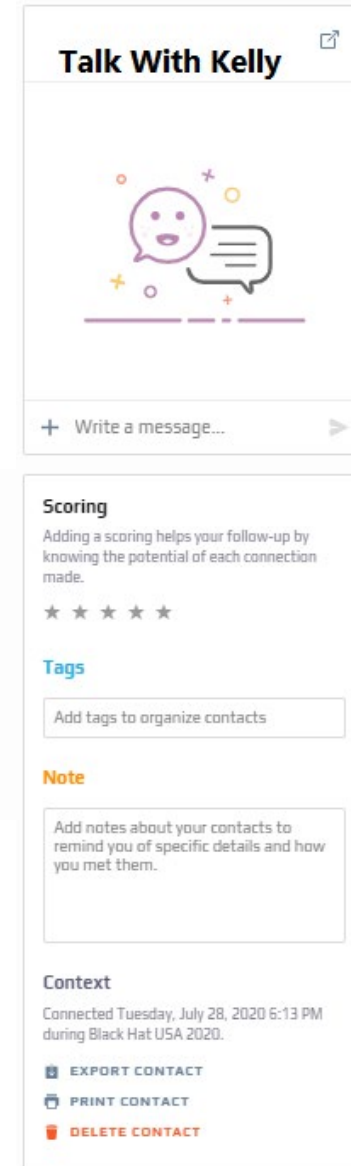 Talk With Kelly
Write a message...
Scoring
Adding a scoring helps your follow-up by
knowing the potential of each connection
made.
Tags
Add tags to organize contacts
Note
Add notes about your contacts to
remind you of specific details and how
you met them.
Context
Connected Tuesday, July 28, 2020 6:13 PM
during Black Hat USA 2020.
EXPORT CONTACT
PRINT CONTACT
DELETE CONTACT